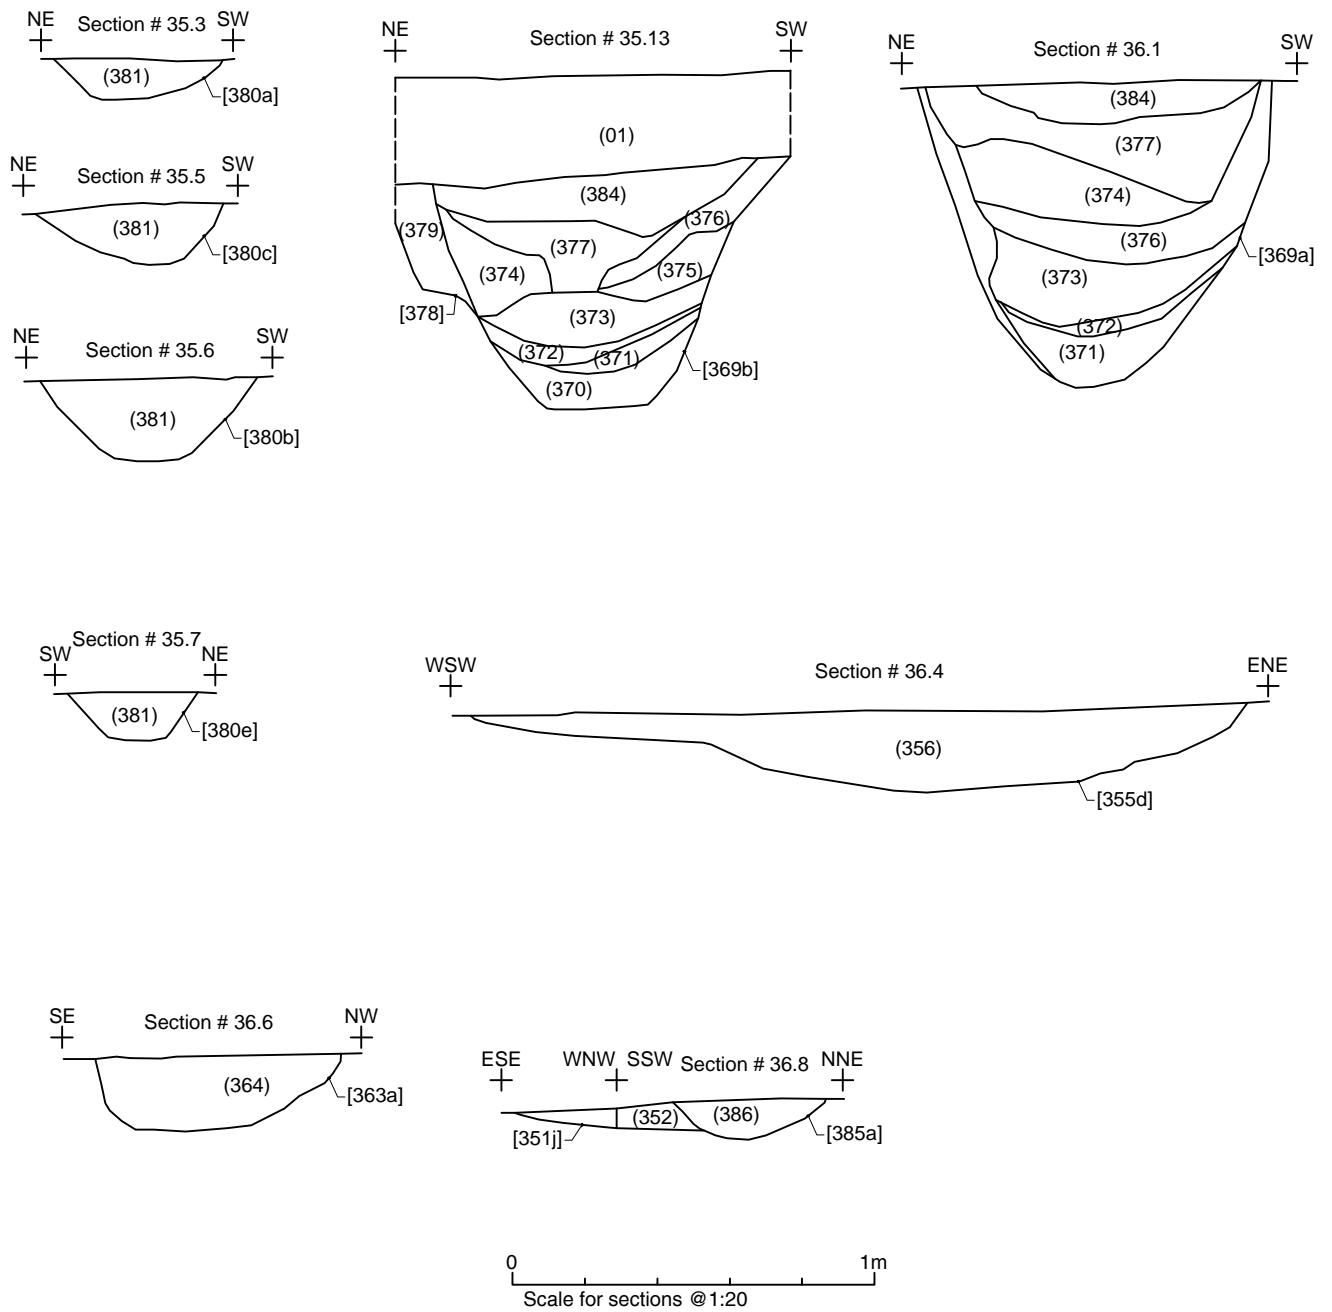 NE Section # 35.3 SW
(381)
[380a]
NE Section # 35.5 SW
(381)
[380c]
NE Section # 35.6 SW
(381)
[380b]
NE Section # 35.13 SW
(01)
(384)
(376)
(379)
(377)
(374)
(375)
[378]
(373)
(372)
(371)
[369b]
(370)
NE Section # 36.1 SW
(384)
(377)
(374)
(376)
[369a]
(373)
(372)
(371)
SW Section # 35.7 NE
(381)
[380e]
WSW Section # 36.4 ENE
(356)
[355d]
SE Section # 36.6 NW
(364)
[363a]
ESE WNW SSW Section # 36.8 NNE
(352)
(386)
[351j]
[385a]
0 1m
Scale for sections @1:20